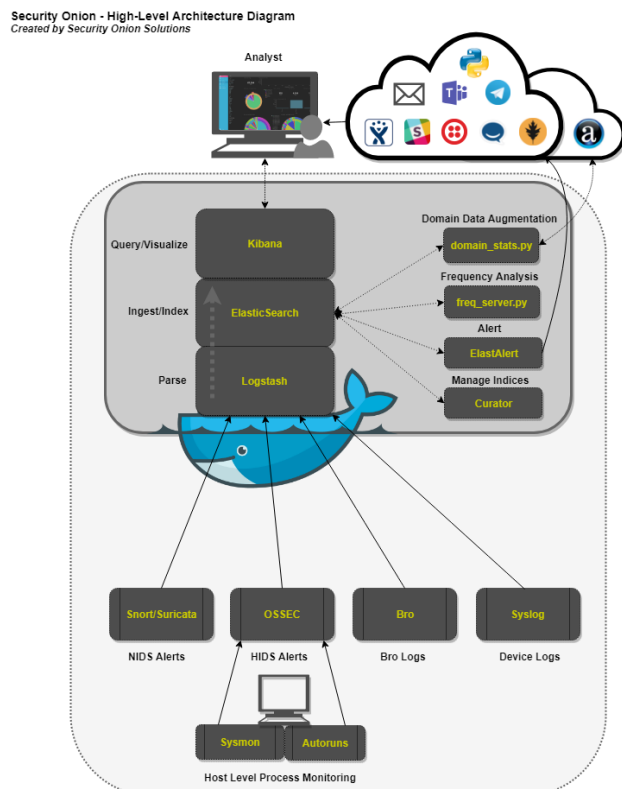 Security Onion - High-Level Architecture Diagram
Created by Security Onion Solutions
Analyst
Query/Visualize
Kibana
Domain Data Augmentation
domain_stats.py
Frequency Analysis
freq_server.py
Ingest/Index
ElasticSearch
Alert
ElastAlert
Parse
Logstash
Manage Indices
Curator
Snort/Suricata
OSSEC
Bro
Syslog
NIDS Alerts
HIDS Alerts
Bro Logs
Device Logs
Sysmon
Autoruns
Host Level Process Monitoring